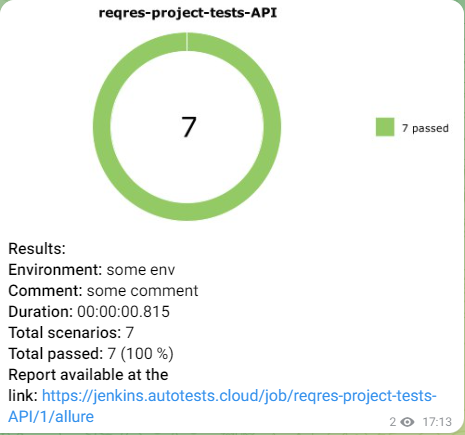 reqres-project-tests-API
7
7 passed
Results:
Environment: some env
Comment: some comment
Duration: 00:00:00.815
Total scenarios: 7
Total passed: 7 (100 %)
Report available at the
link: https://jenkins.autotests.cloud/job/reqres-project-tests-
API/1/allure
2 17:13